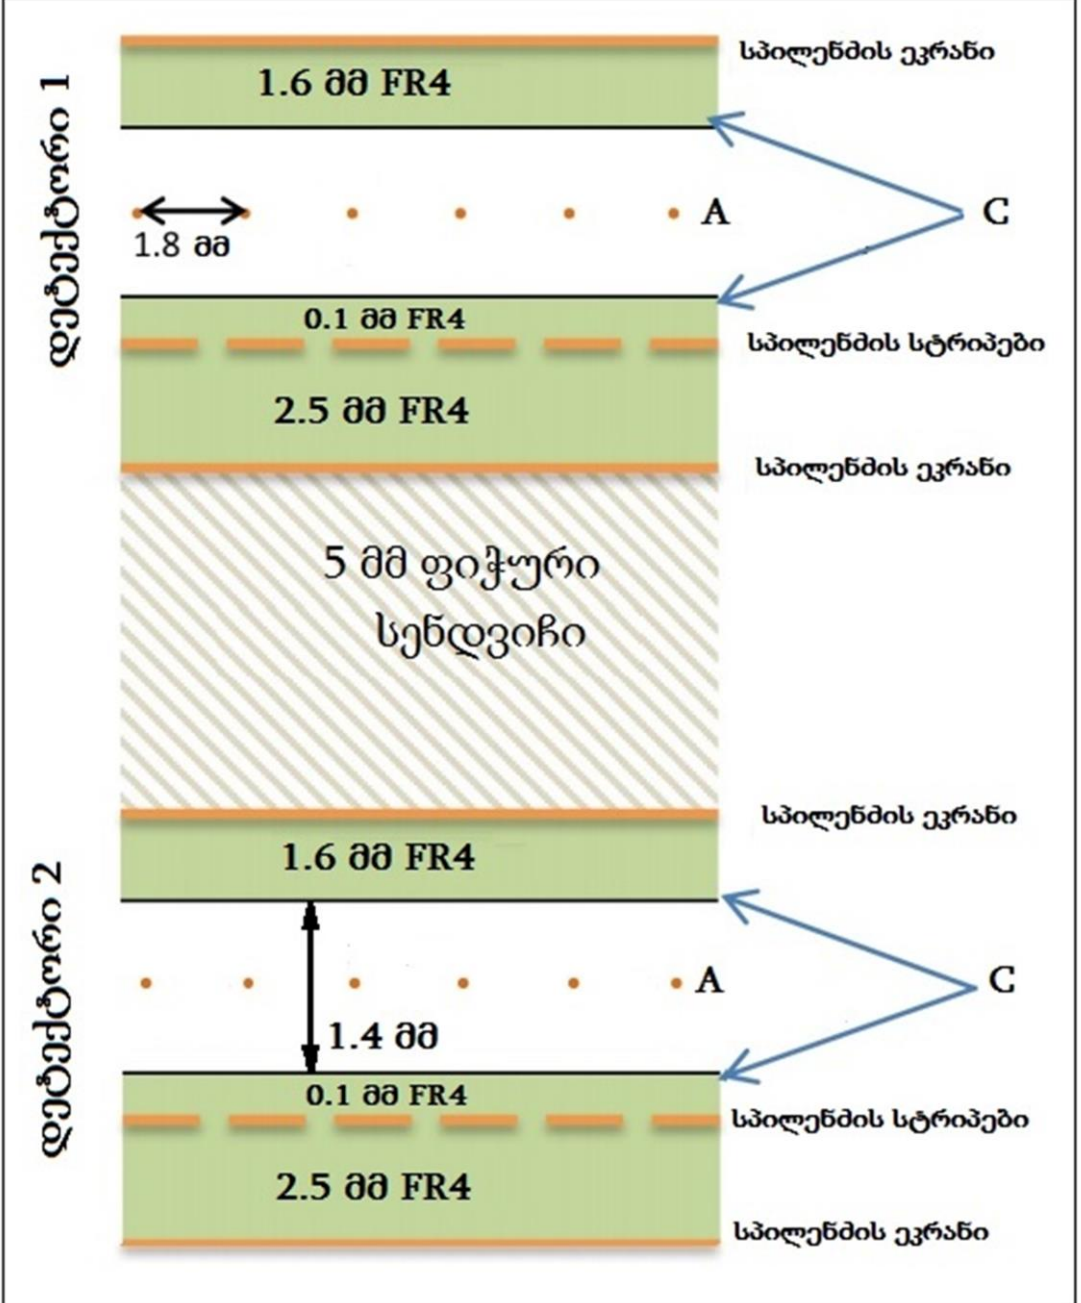 დეტექტორი 1
სპილენძის ეკრანი
1.6 მმ FR4
A
C
1.8 მმ
0.1 მმ FR4
სპილენძის სტრიპები
2.5 მმ FR4
სპილენძის ეკრანი
5 მმ ფიჭური
სენდვიჩი
დეტექტორი 2
სპილენძის ეკრანი
1.6 მმ FR4
A
C
1.4 მმ
0.1 მმ FR4
სპილენძის სტრიპები
2.5 მმ FR4
სპილენძის ეკრანი